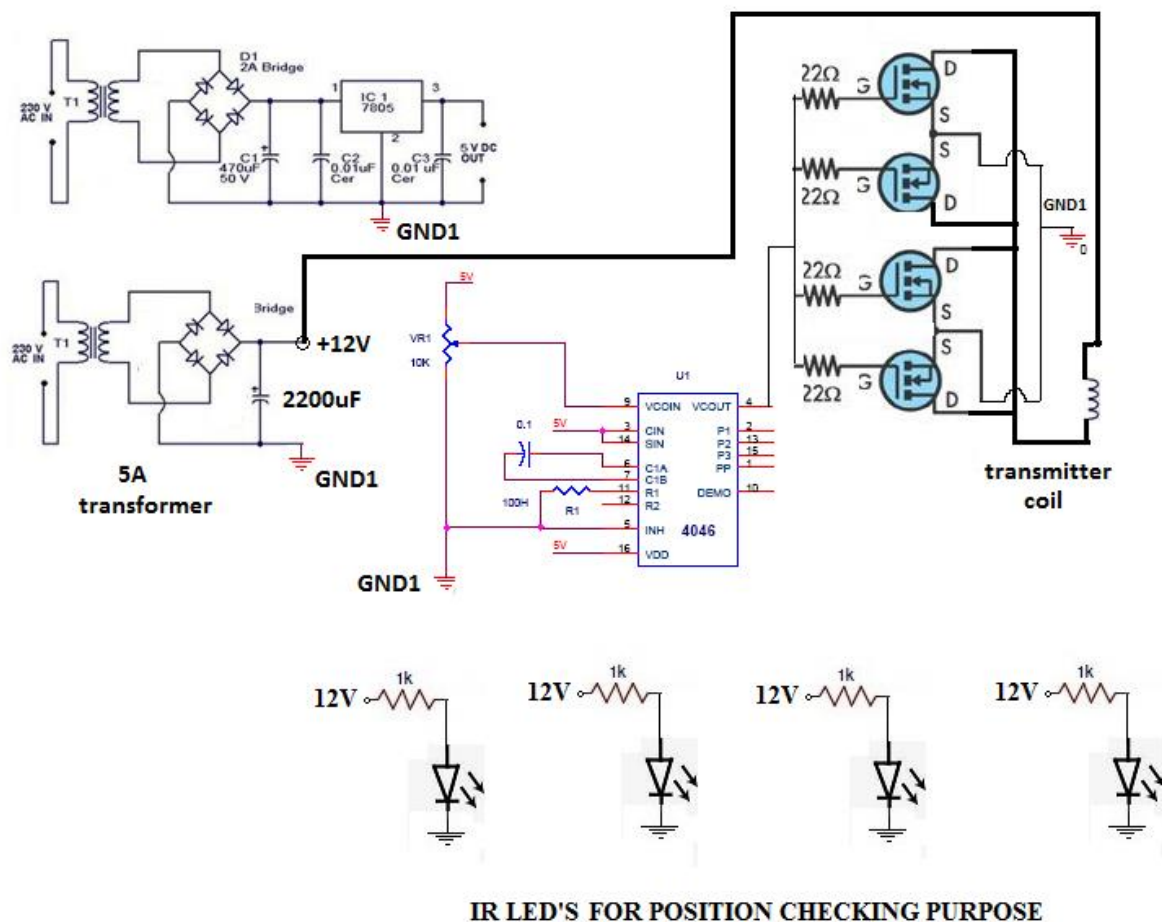 D1
2A Bridge
230 V
AC IN
T1
1
IC 1
7805
3
2
C1
470uF
50 V
C2
0.01uF
Cer
C3
0.01 uF
Cer
5 V DC
OUT
GND1
230 V
AC IN
T1
Bridge
+12V
2200uF
GND1
5A
transformer
5V
VR1
10K
U1
9 VCOIN VCOUT 4
5V 3 CIN P1 2
14 SIN P2 13
P3 15
0.1 6 C1A PP 1
7 C1B
100H R1 11 R1 DEMO 10
12 R2
5 INH 4046
5V 16 VDD
GND1
22Ω G D
S
22Ω G S
D
GND1
0
22Ω G D
S
22Ω G S
D
transmitter
coil
12V 1k
12V 1k
12V 1k
12V 1k
IR LED'S FOR POSITION CHECKING PURPOSE